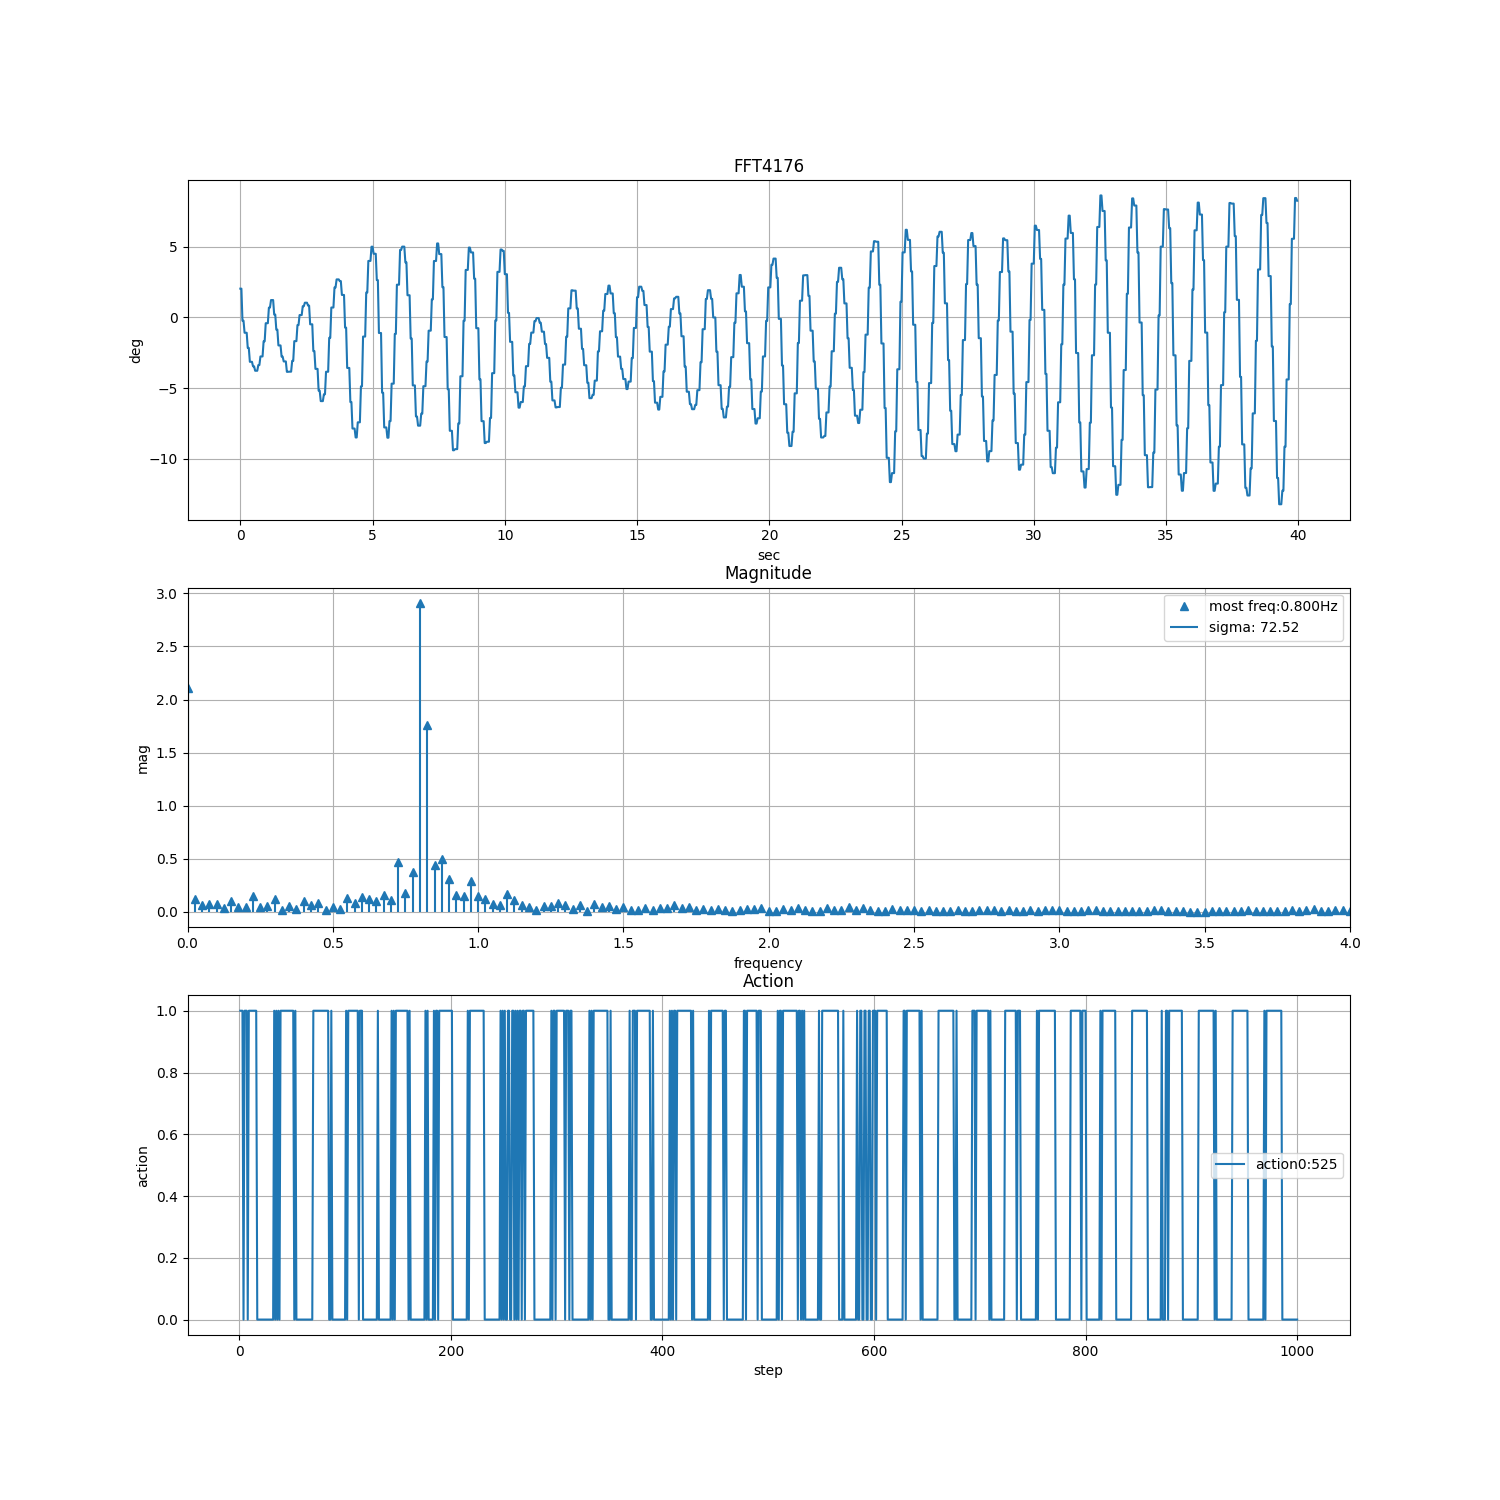 FFT4176
5
0
−5
−10
deg
0 5 10 15 20 25 30 35 40
sec
Magnitude
3.0
2.5
2.0
1.5
1.0
0.5
0.0
mag
most freq:0.800Hz
sigma: 72.52
0.0 0.5 1.0 1.5 2.0 2.5 3.0 3.5 4.0
frequency
Action
1.0
0.8
0.6
0.4
0.2
0.0
action
action0:525
0 200 400 600 800 1000
step